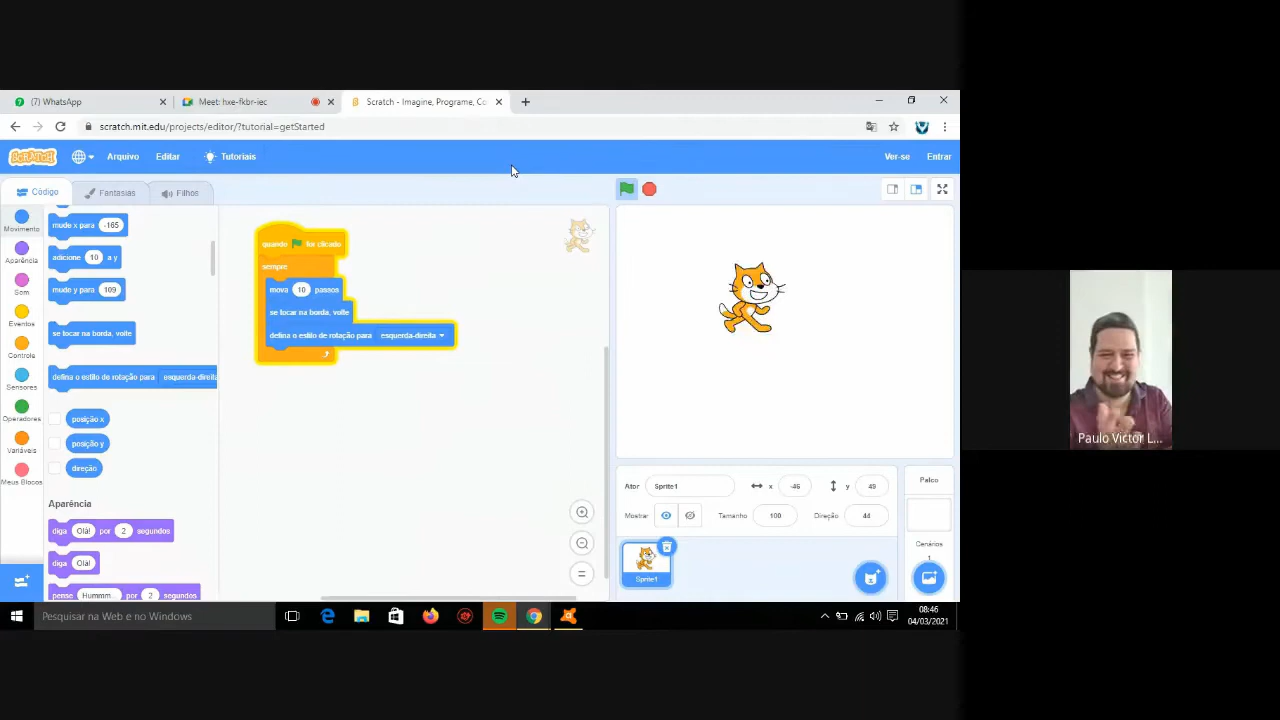 (7) WhatsApp
Meet: hxe-fkbr-iec
Scratch - Imagine, Programe, Co
scratch.mit.edu/projects/editor/?tutorial=getStarted
SCRATCH
Arquivo
Editar
Tutoriais
Ver-se
Entrar
Código
Fantasias
Filhos
Movimento
Aparência
Som
Eventos
Controle
Sensores
Operadores
Variáveis
Meus Blocos
mude x para -165
adicione 10 a y
mude y para 109
se tocar na borda, volte
defina o estilo de rotação para esquerda-direita
posição x
posição y
direção
Aparência
diga Olá! por 2 segundos
diga Olá!
pense Hummm... por 2 segundos
quando for clicado
sempre
mova 10 passos
se tocar na borda, volte
defina o estilo de rotação para esquerda-direita
Ator Sprite1 x -46 y 49
Mostrar Tamanho 100 Direção 44
Sprite1
Palco
Cenários
1
Pesquisar na Web e no Windows
08:46
04/03/2021
Paulo Victor L...